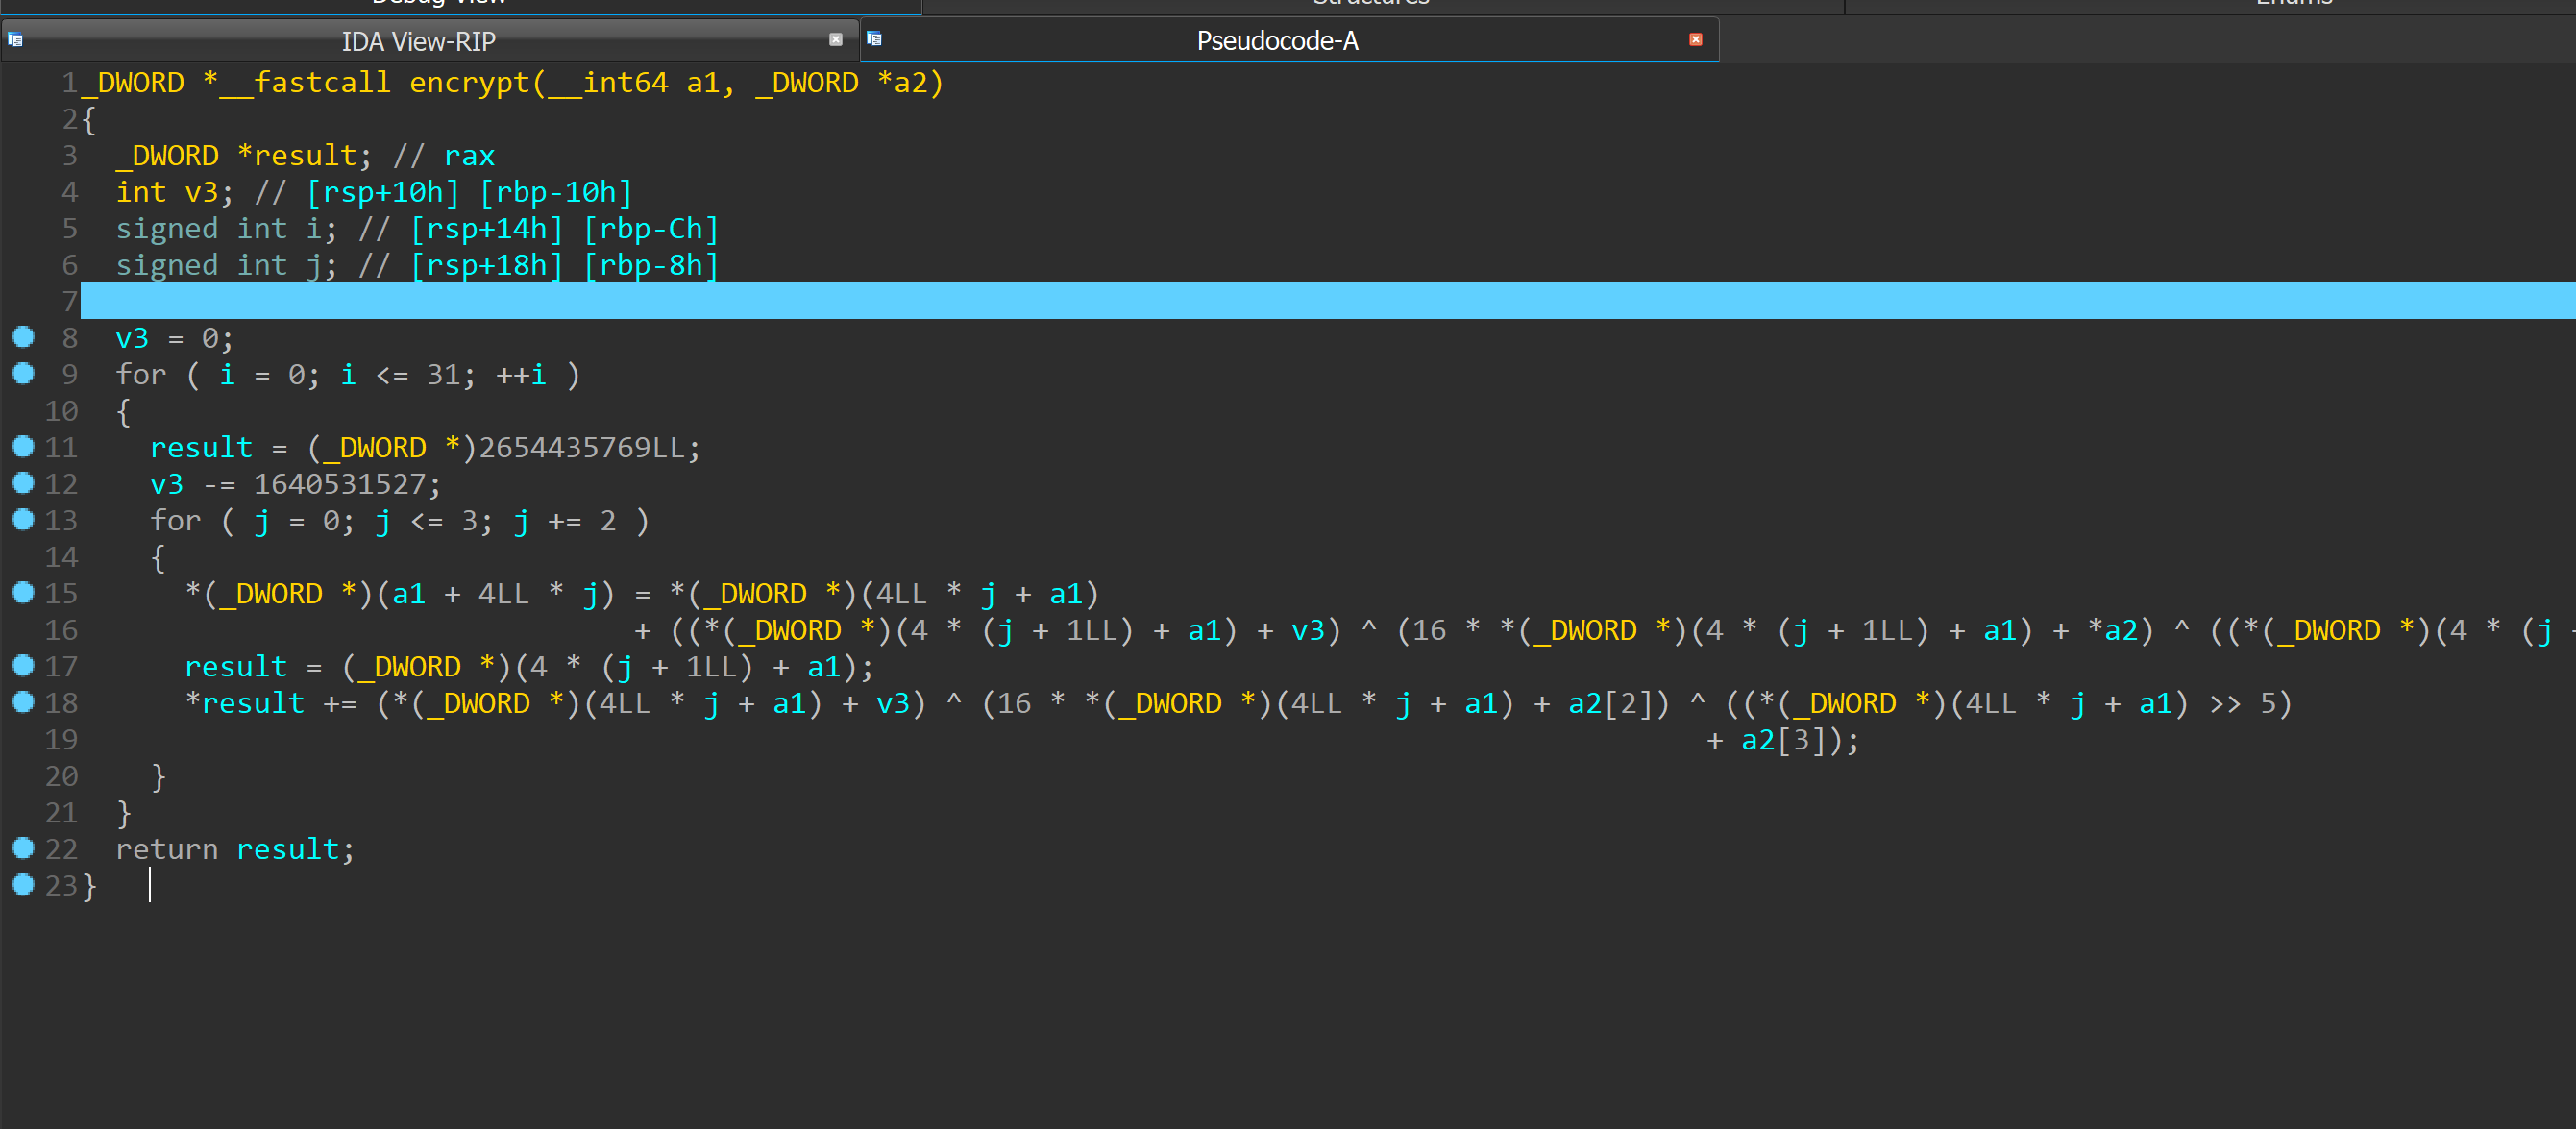 Debug View
Structures
Enums
IDA View-RIP
Pseudocode-A
1 _DWORD *__fastcall encrypt(__int64 a1, _DWORD *a2)
2 {
3 _DWORD *result; // rax
4 int v3; // [rsp+10h] [rbp-10h]
5 signed int i; // [rsp+14h] [rbp-Ch]
6 signed int j; // [rsp+18h] [rbp-8h]
7
8 v3 = 0;
9 for ( i = 0; i <= 31; ++i )
10 {
11 result = (_DWORD *)2654435769LL;
12 v3 -= 1640531527;
13 for ( j = 0; j <= 3; j += 2 )
14 {
15 *(_DWORD *)(a1 + 4LL * j) = *(_DWORD *)(4LL * j + a1)
16 + ((*(_DWORD *)(4 * (j + 1LL) + a1) + v3) ^ (16 * *(_DWORD *)(4 * (j + 1LL) + a1) + *a2) ^ ((*(_DWORD *)(4 * (j
17 result = (_DWORD *)(4 * (j + 1LL) + a1);
18 *result += (*(_DWORD *)(4LL * j + a1) + v3) ^ (16 * *(_DWORD *)(4LL * j + a1) + a2[2]) ^ ((*(_DWORD *)(4LL * j + a1) >> 5)
19 + a2[3]);
20 }
21 }
22 return result;
23 }